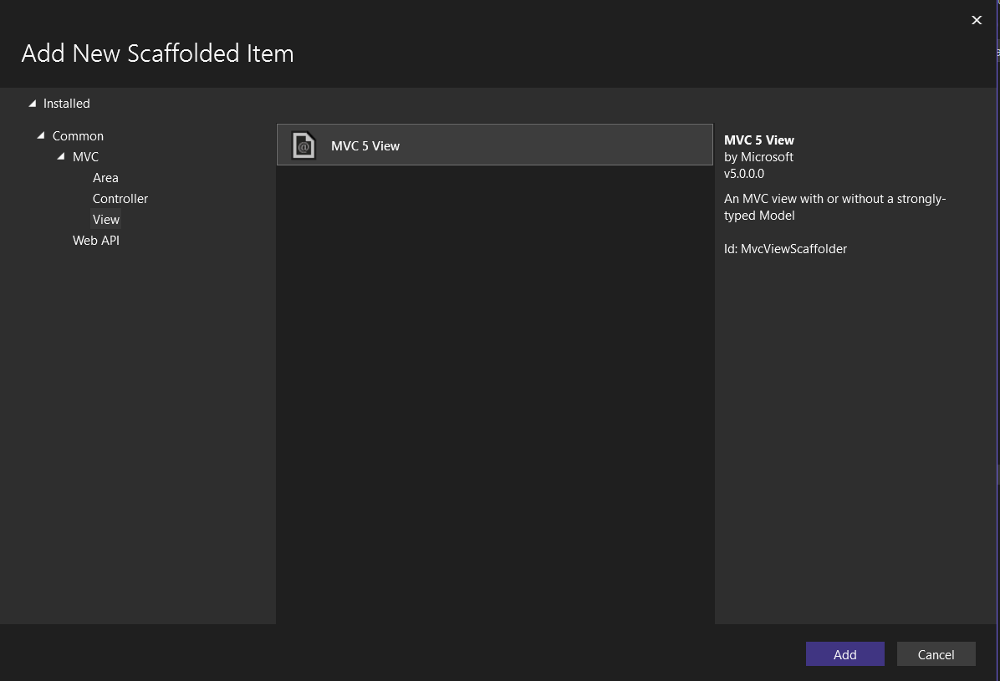 Add New Scaffolded Item
Installed
Common
MVC
Area
Controller
View
Web API
MVC 5 View
MVC 5 View
by Microsoft
v5.0.0.0
An MVC view with or without a strongly-
typed Model
Id: MvcViewScaffolder
Add
Cancel